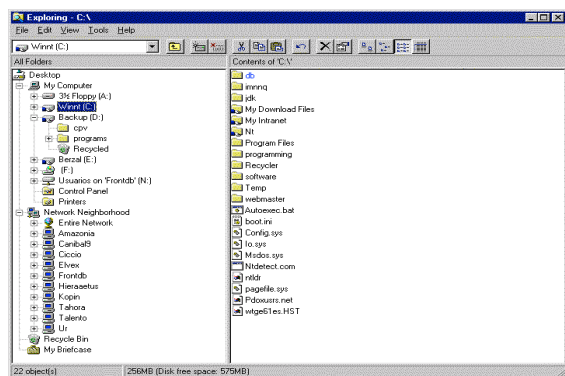 Exploring - C:\
File Edit View Tools Help
Winnt (C:)
All Folders
Contents of 'C:\'
Desktop
My Computer
3½ Floppy (A:)
Winnt (C:)
Backup (D:)
cpv
programs
Recycled
Berzal (E:)
(F:)
Usuarios on 'Frontdb' (N:)
Control Panel
Printers
Network Neighborhood
Entire Network
Amazonia
Canibal9
Ciccio
Elvex
Frontdb
Hieraaetus
Kopin
Tahora
Talento
Ur
Recycle Bin
My Briefcase
db
imnnq
jdk
My Download Files
My Intranet
Nt
Program Files
programming
Recycler
software
Temp
webmaster
Autoexec.bat
boot.ini
Config.sys
Io.sys
Msdos.sys
Ntdetect.com
ntldr
pagefile.sys
Pdoxusrs.net
wtge61es.HST
22 object(s)
256MB (Disk free space: 575MB)